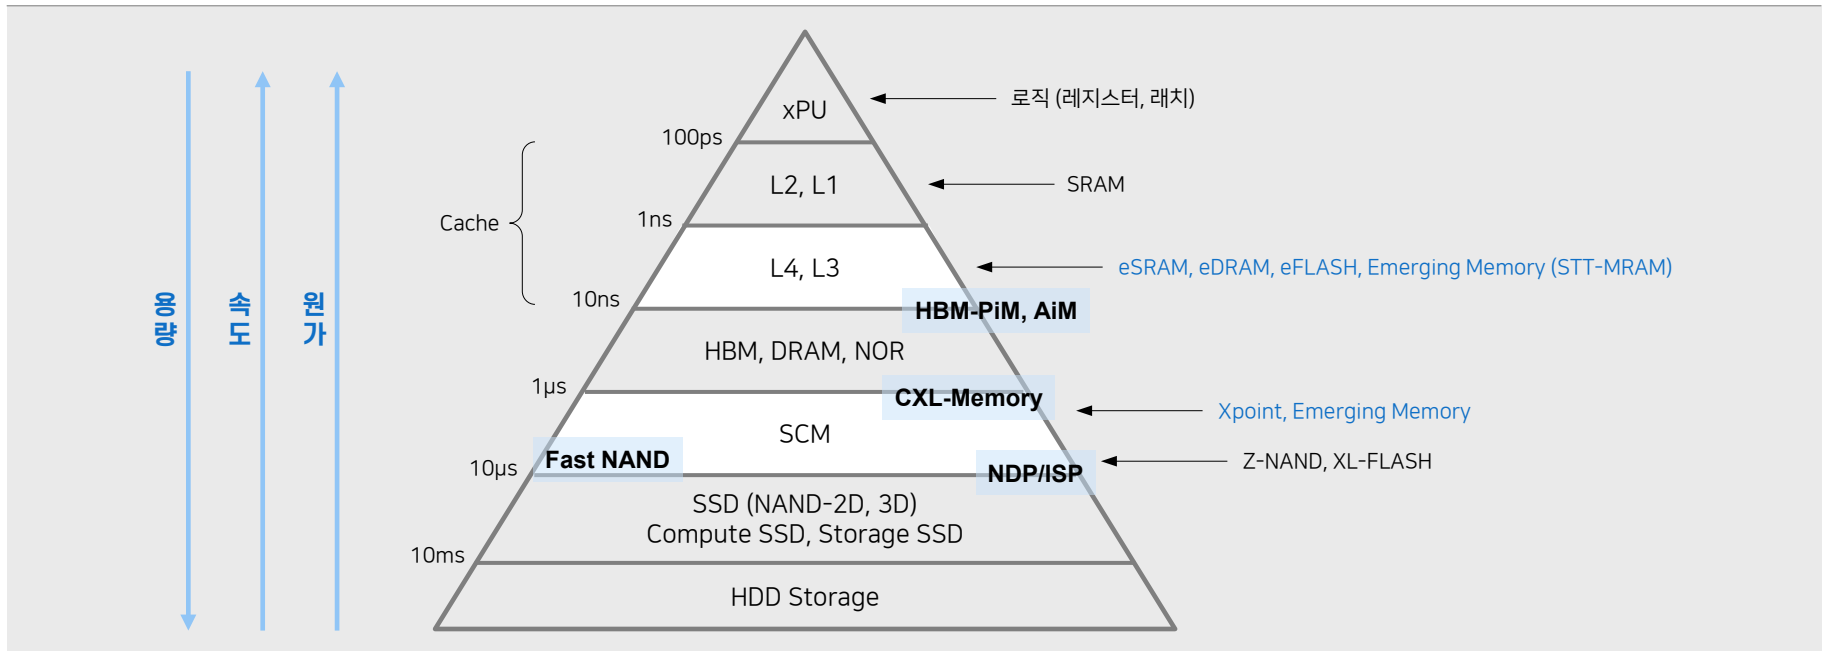 xPU
로직 (레지스터, 래치)
100ps
L2, L1
SRAM
1ns
Cache
L4, L3
eSRAM, eDRAM, eFLASH, Emerging Memory (STT-MRAM)
10ns
HBM-PiM, AiM
용량
속도
원가
HBM, DRAM, NOR
1μs
CXL-Memory
Xpoint, Emerging Memory
SCM
Fast NAND
10μs
NDP/ISP
Z-NAND, XL-FLASH
SSD (NAND-2D, 3D)
Compute SSD, Storage SSD
10ms
HDD Storage